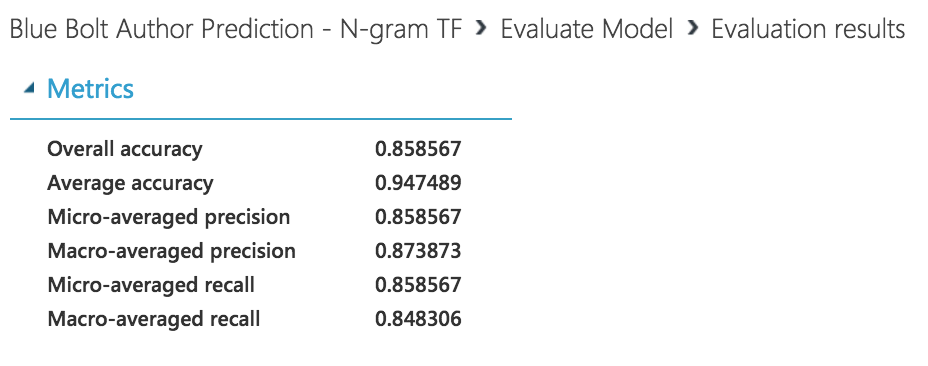 Blue Bolt Author Prediction - N-gram TF › Evaluate Model › Evaluation results
Metrics
Overall accuracy 0.858567
Average accuracy 0.947489
Micro-averaged precision 0.858567
Macro-averaged precision 0.873873
Micro-averaged recall 0.858567
Macro-averaged recall 0.848306